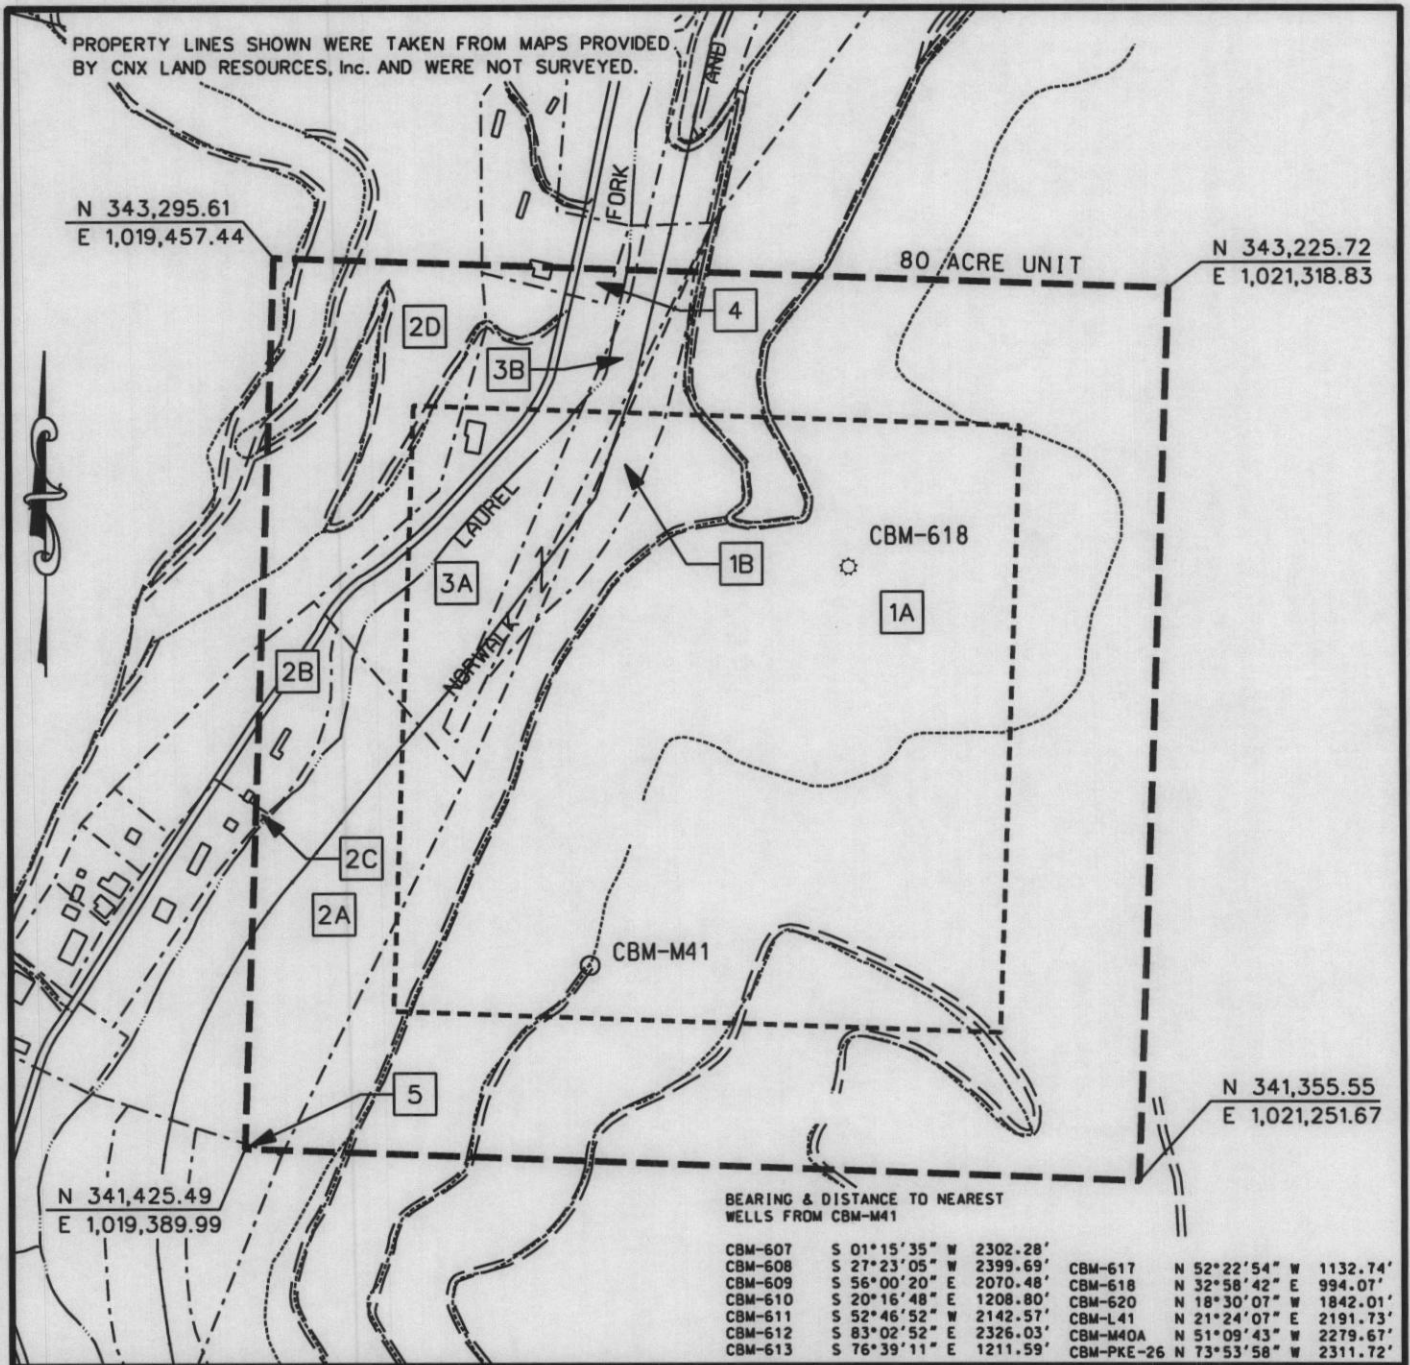 PROPERTY LINES SHOWN WERE TAKEN FROM MAPS PROVIDED
BY CNX LAND RESOURCES, Inc. AND WERE NOT SURVEYED.
AND
FORK
N 343,295.61
E 1,019,457.44
80 ACRE UNIT
N 343,225.72
E 1,021,318.83
4
2D
3B
LAUREL
CBM-618
1B
3A
1A
NORWALK
2B
2C
2A
CBM-M41
5
N 341,355.55
E 1,021,251.67
N 341,425.49
E 1,019,389.99
BEARING & DISTANCE TO NEAREST
WELLS FROM CBM-M41
CBM-607 S 01°15'35" W 2302.28'
CBM-608 S 27°23'05" W 2399.69'
CBM-609 S 56°00'20" E 2070.48'
CBM-610 S 20°16'48" E 1208.80'
CBM-611 S 52°46'52" W 2142.57'
CBM-612 S 83°02'52" E 2326.03'
CBM-613 S 76°39'11" E 1211.59'
CBM-617 N 52°22'54" W 1132.74'
CBM-618 N 32°58'42" E 994.07'
CBM-620 N 18°30'07" W 1842.01'
CBM-L41 N 21°24'07" E 2191.73'
CBM-M40A N 51°09'43" W 2279.67'
CBM-PKE-26 N 73°53'58" W 2311.72'